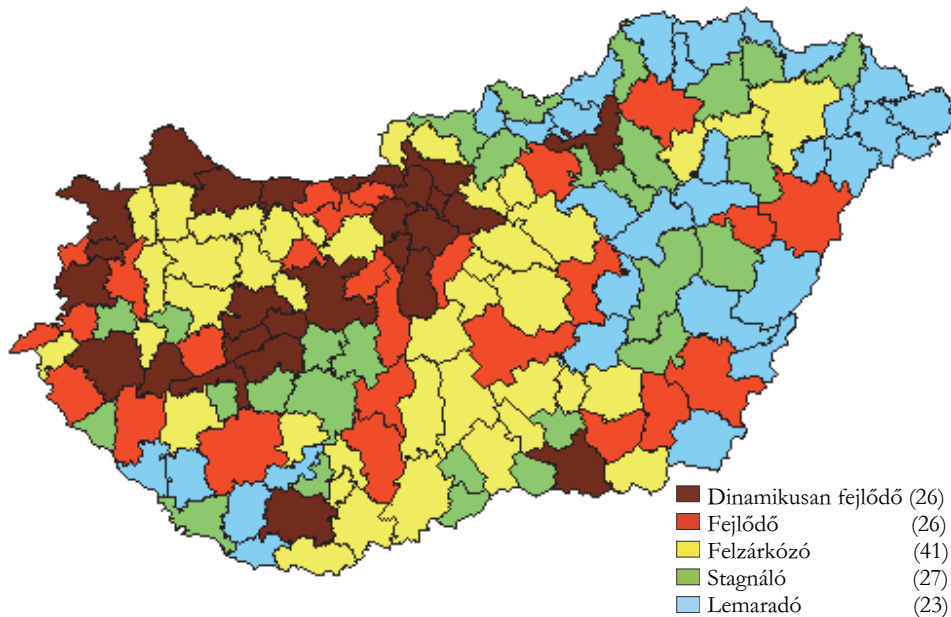 Dinamikusan fejlődő (26)
Fejlődő (26)
Felzárkózó (41)
Stagnáló (27)
Lemaradó (23)